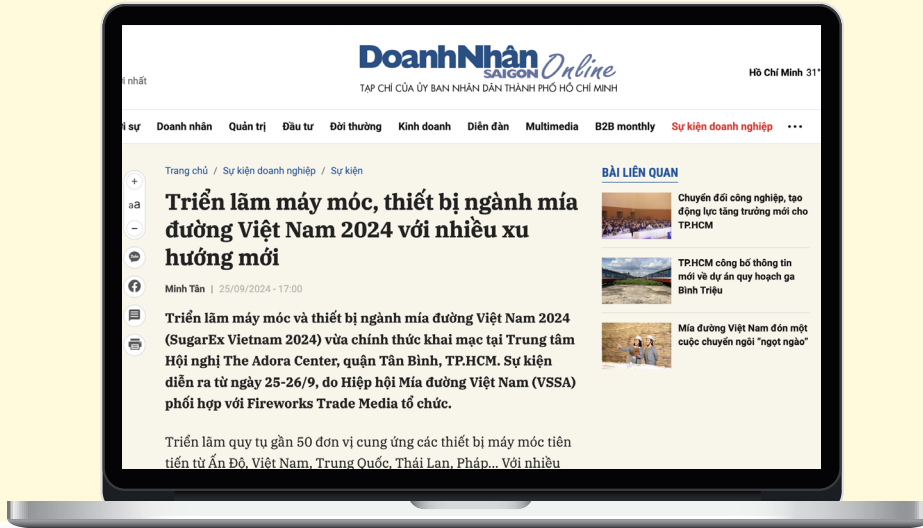 DoanhNhân
SAIGON Online
TẠP CHÍ CỦA ỦY BAN NHÂN DÂN THÀNH PHỐ HỒ CHÍ MINH
nhất
Hồ Chí Minh 31°
sự Doanh nhân Quản trị Đầu tư Đời thường Kinh doanh Diễn đàn Multimedia B2B monthly Sự kiện doanh nghiệp •••
Trang chủ / Sự kiện doanh nghiệp / Sự kiện
+
aa
−
Zalo
Triển lãm máy móc, thiết bị ngành mía
đường Việt Nam 2024 với nhiều xu
hướng mới
Minh Tân | 25/09/2024 - 17:00
Triển lãm máy móc và thiết bị ngành mía đường Việt Nam 2024
(SugarEx Vietnam 2024) vừa chính thức khai mạc tại Trung tâm
Hội nghị The Adora Center, quận Tân Bình, TP.HCM. Sự kiện
diễn ra từ ngày 25-26/9, do Hiệp hội Mía đường Việt Nam (VSSA)
phối hợp với Fireworks Trade Media tổ chức.
Triển lãm quy tụ gần 50 đơn vị cung ứng các thiết bị máy móc tiên
tiến từ Ấn Độ, Việt Nam, Trung Quốc, Thái Lan, Pháp... Với nhiều
BÀI LIÊN QUAN
Chuyển đổi công nghiệp, tạo
động lực tăng trưởng mới cho
TP.HCM
TP.HCM công bố thông tin
mới về dự án quy hoạch ga
Bình Triệu
Mía đường Việt Nam đón một
cuộc chuyển ngôi "ngọt ngào"